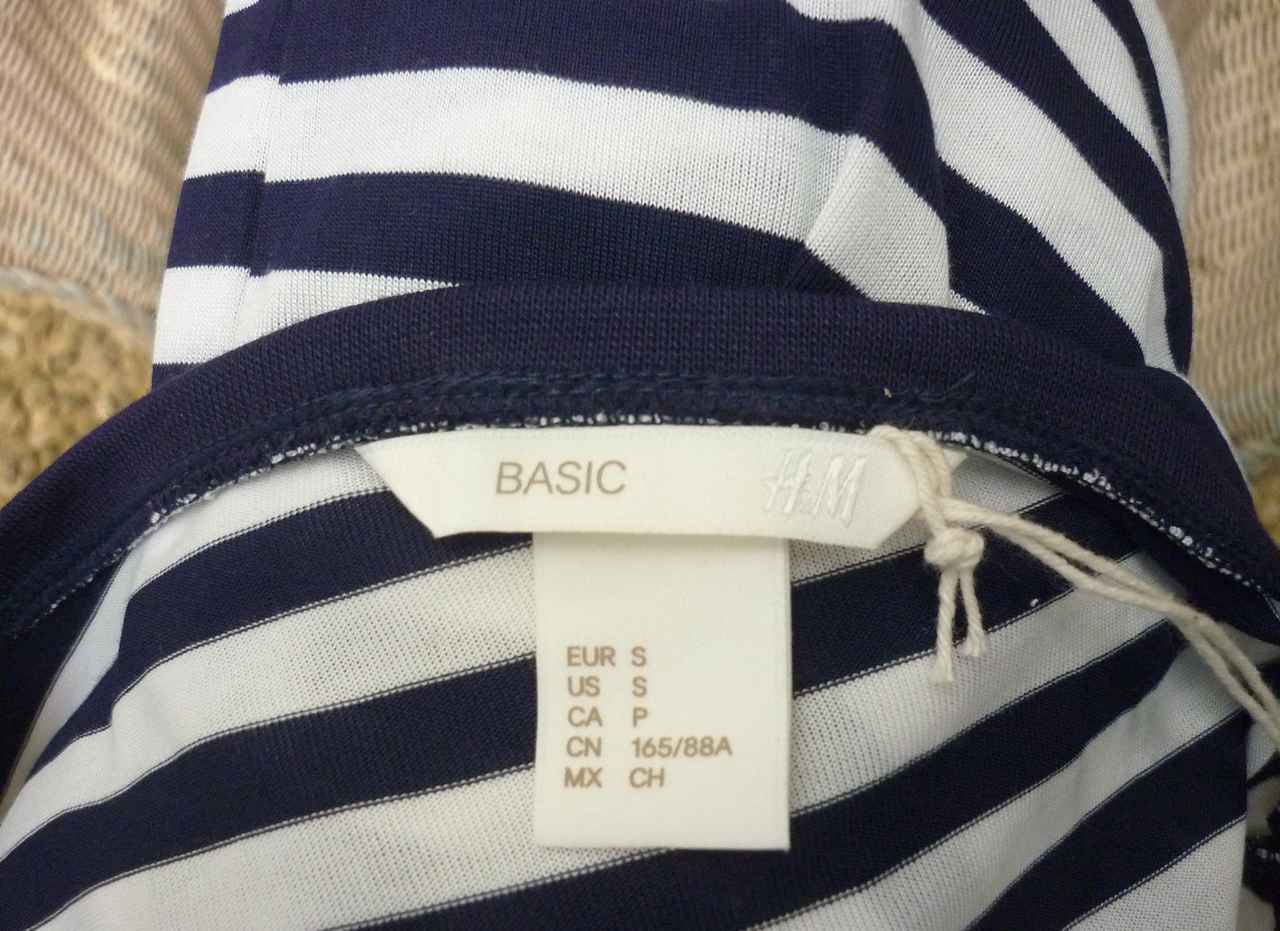 BASIC H&M
EUR S
US S
CA P
CN 165/88A
MX CH